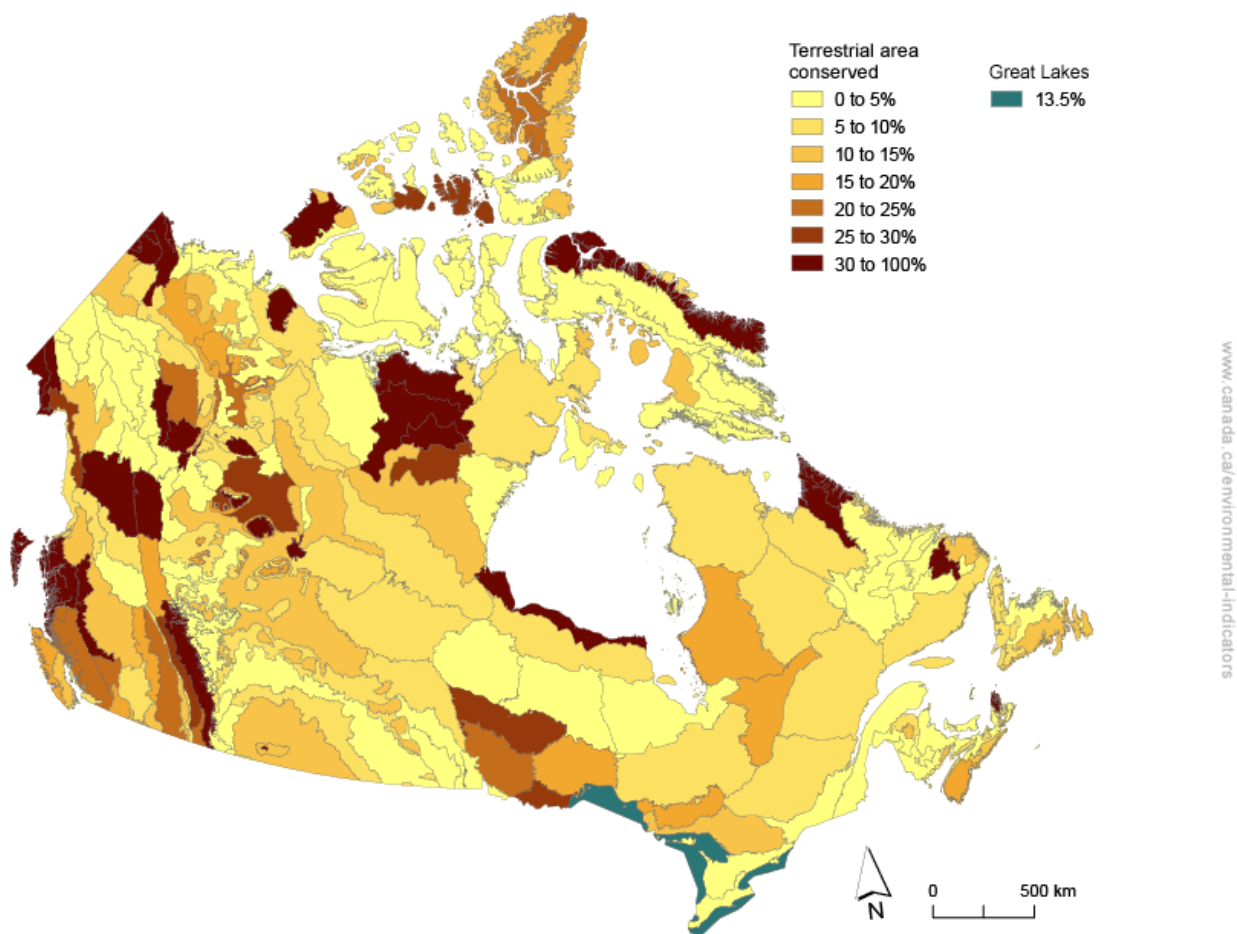 Terrestrial area
conserved
0 to 5%
5 to 10%
10 to 15%
15 to 20%
20 to 25%
25 to 30%
30 to 100%
Great Lakes
13.5%
www.canada.ca/environmental-indicators
N
0 500 km